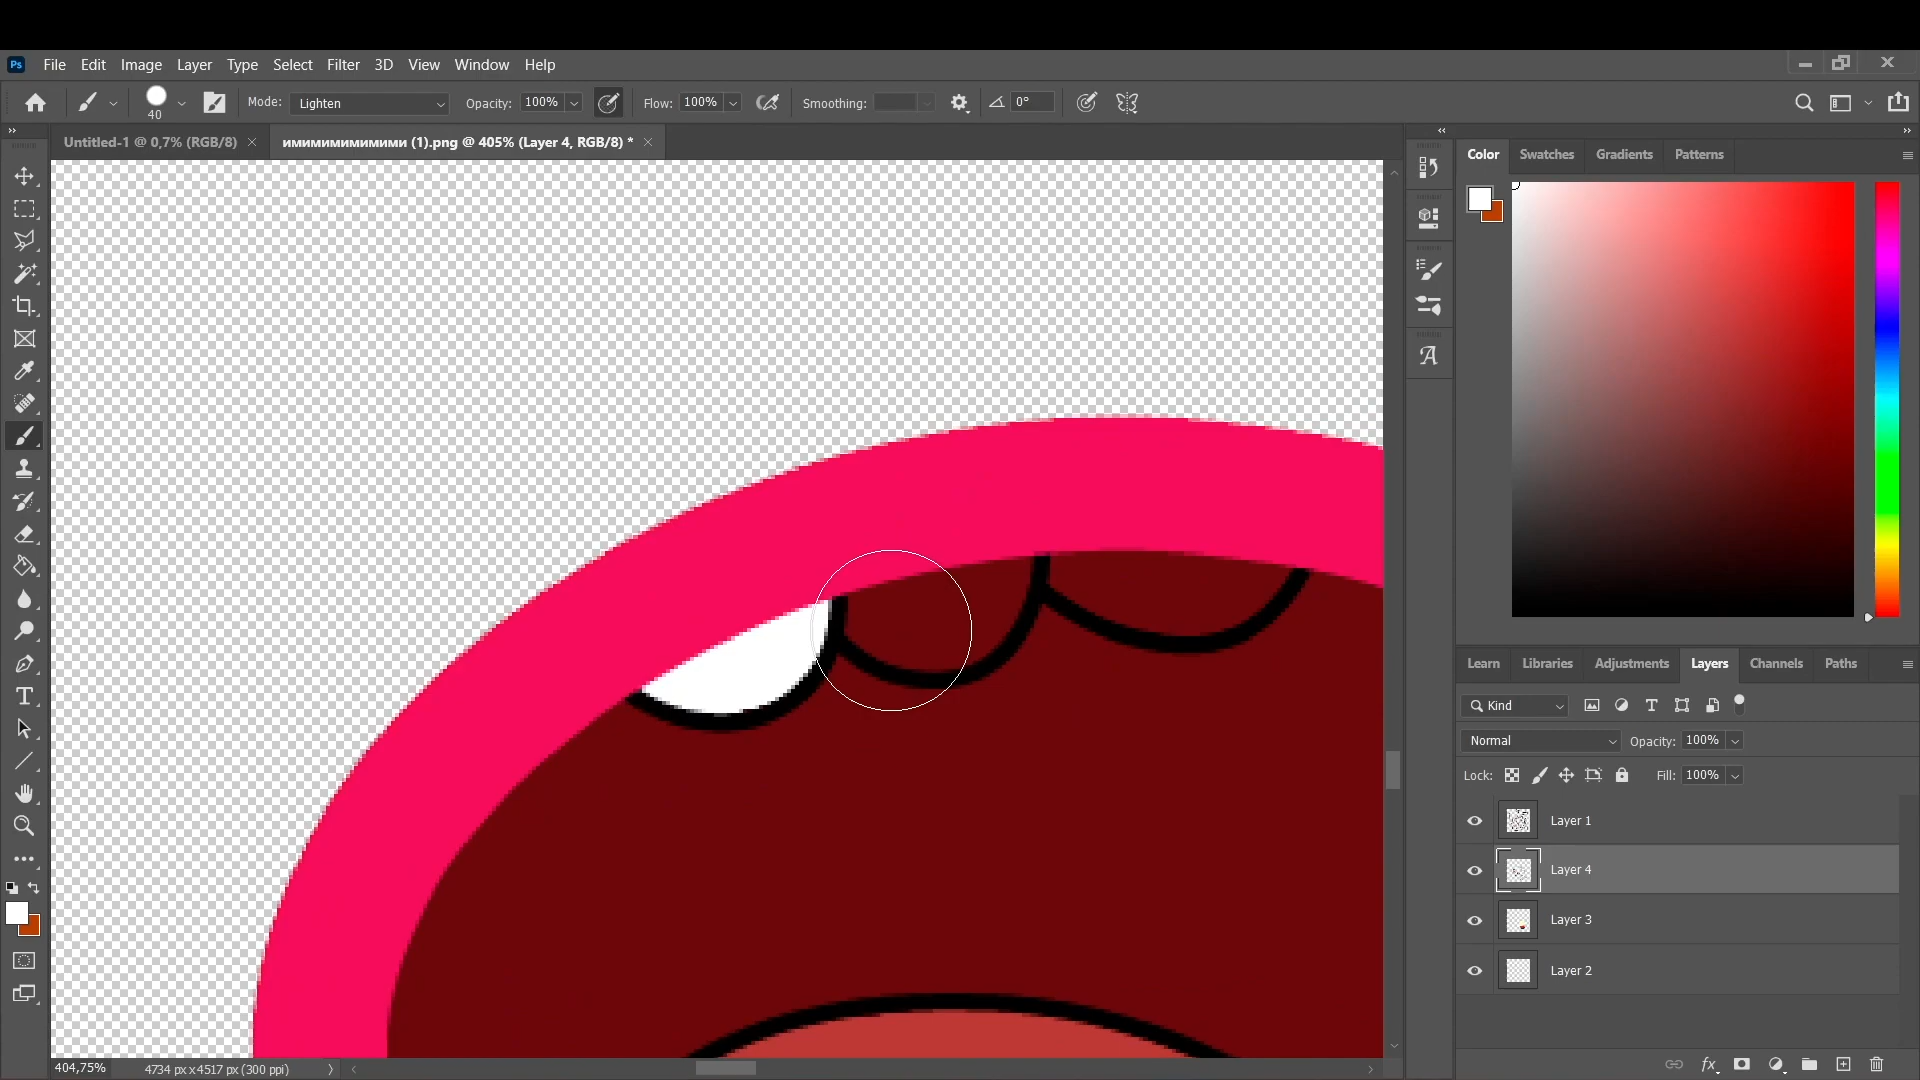 Ps File Edit Image Layer Type Select Filter 3D View Window Help
40 Mode: Lighten Opacity: 100% Flow: 100% Smoothing: 0°
Untitled-1 @ 0,7% (RGB/8) × имимимимимими (1).png @ 405% (Layer 4, RGB/8) * ×
Color Swatches Gradients Patterns
Learn Libraries Adjustments Layers Channels Paths
Kind
Normal Opacity: 100%
Lock: Fill: 100%
Layer 1
Layer 4
Layer 3
Layer 2
fx
404,75% 4734 px x 4517 px (300 ppi)